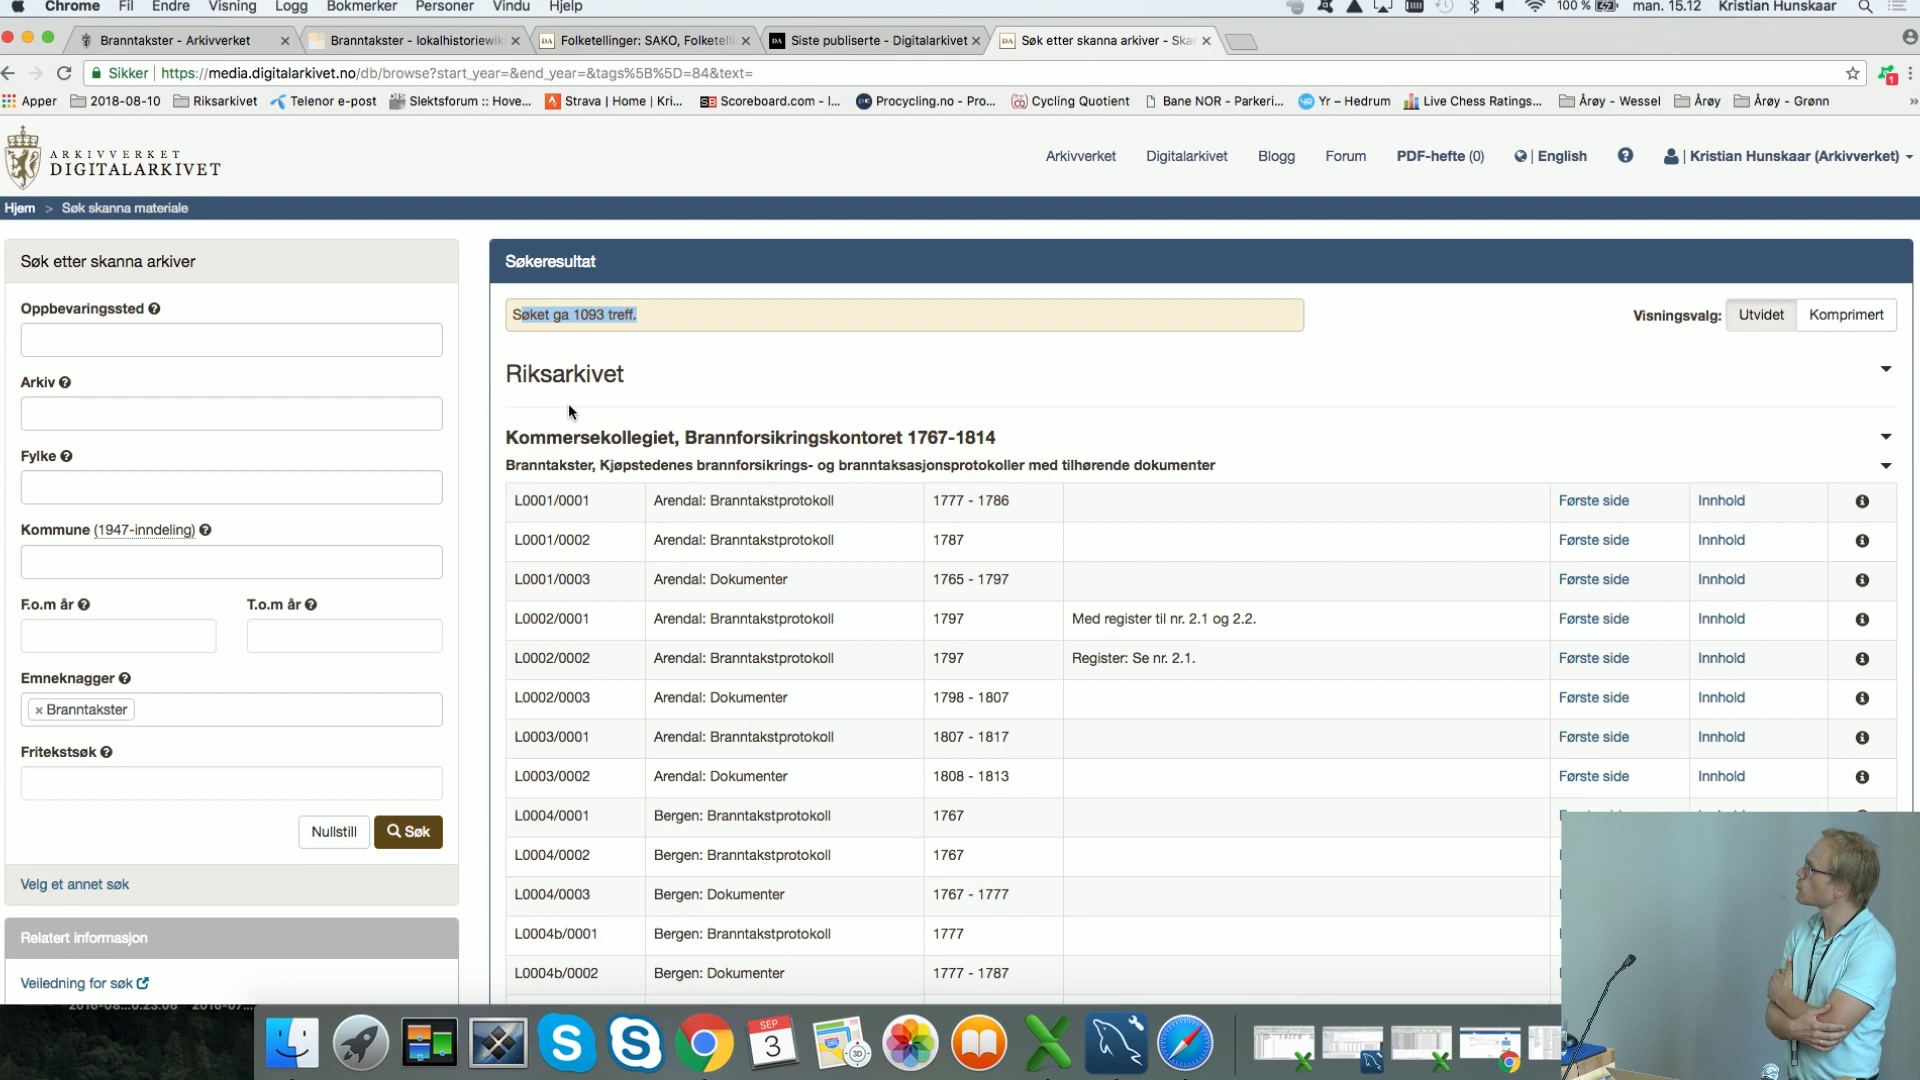 Chrome Fil Endre Visning Logg Bokmerker Personer Vindu Hjelp 100 % man. 15.12 Kristian Hunskaar
Branntakster - Arkivverket × Branntakster - lokalhistoriewik × Folketellinger: SAKO, Folketelli × Siste publiserte - Digitalarkivet × Søk etter skanna arkiver - Ska ×
Sikker | https://media.digitalarkivet.no/db/browse?start_year=&end_year=&tags%5B%5D=84&text=
Apper 2018-08-10 Riksarkivet Telenor e-post Slektsforum :: Hove... Strava | Home | Kri... Scoreboard.com - l... Procycling.no - Pro... Cycling Quotient Bane NOR - Parkeri... Yr – Hedrum Live Chess Ratings... Årøy - Wessel Årøy Årøy - Grønn »
ARKIVVERKET
DIGITALARKIVET
Arkivverket Digitalarkivet Blogg Forum PDF-hefte (0) | English | Kristian Hunskaar (Arkivverket)
Hjem > Søk skanna materiale
Søk etter skanna arkiver
Oppbevaringssted
Arkiv
Fylke
Kommune (1947-inndeling)
F.o.m år T.o.m år
Emneknagger
× Branntakster
Fritekstsøk
Nullstill Søk
Velg et annet søk
Relatert informasjon
Veiledning for søk
Søkeresultat
Søket ga 1093 treff.
Visningsvalg: Utvidet Komprimert
Riksarkivet
Kommersekollegiet, Brannforsikringskontoret 1767-1814
Branntakster, Kjøpstedenes brannforsikrings- og branntaksasjonsprotokoller med tilhørende dokumenter
L0001/0001 Arendal: Branntakstprotokoll 1777 - 1786 Første side Innhold
L0001/0002 Arendal: Branntakstprotokoll 1787 Første side Innhold
L0001/0003 Arendal: Dokumenter 1765 - 1797 Første side Innhold
L0002/0001 Arendal: Branntakstprotokoll 1797 Med register til nr. 2.1 og 2.2. Første side Innhold
L0002/0002 Arendal: Branntakstprotokoll 1797 Register: Se nr. 2.1. Første side Innhold
L0002/0003 Arendal: Dokumenter 1798 - 1807 Første side Innhold
L0003/0001 Arendal: Branntakstprotokoll 1807 - 1817 Første side Innhold
L0003/0002 Arendal: Dokumenter 1808 - 1813 Første side Innhold
L0004/0001 Bergen: Branntakstprotokoll 1767
L0004/0002 Bergen: Branntakstprotokoll 1767
L0004/0003 Bergen: Dokumenter 1767 - 1777
L0004b/0001 Bergen: Branntakstprotokoll 1777
L0004b/0002 Bergen: Dokumenter 1777 - 1787
SEP
3